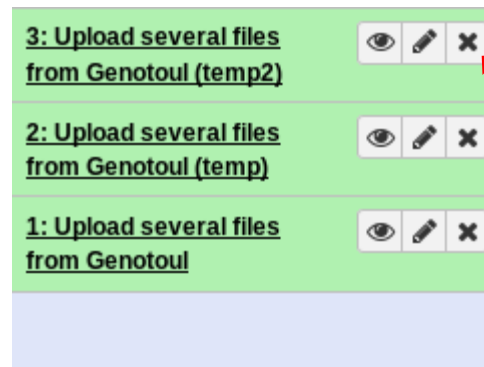 3: Upload several files
from Genotoul (temp2)
2: Upload several files
from Genotoul (temp)
1: Upload several files
from Genotoul